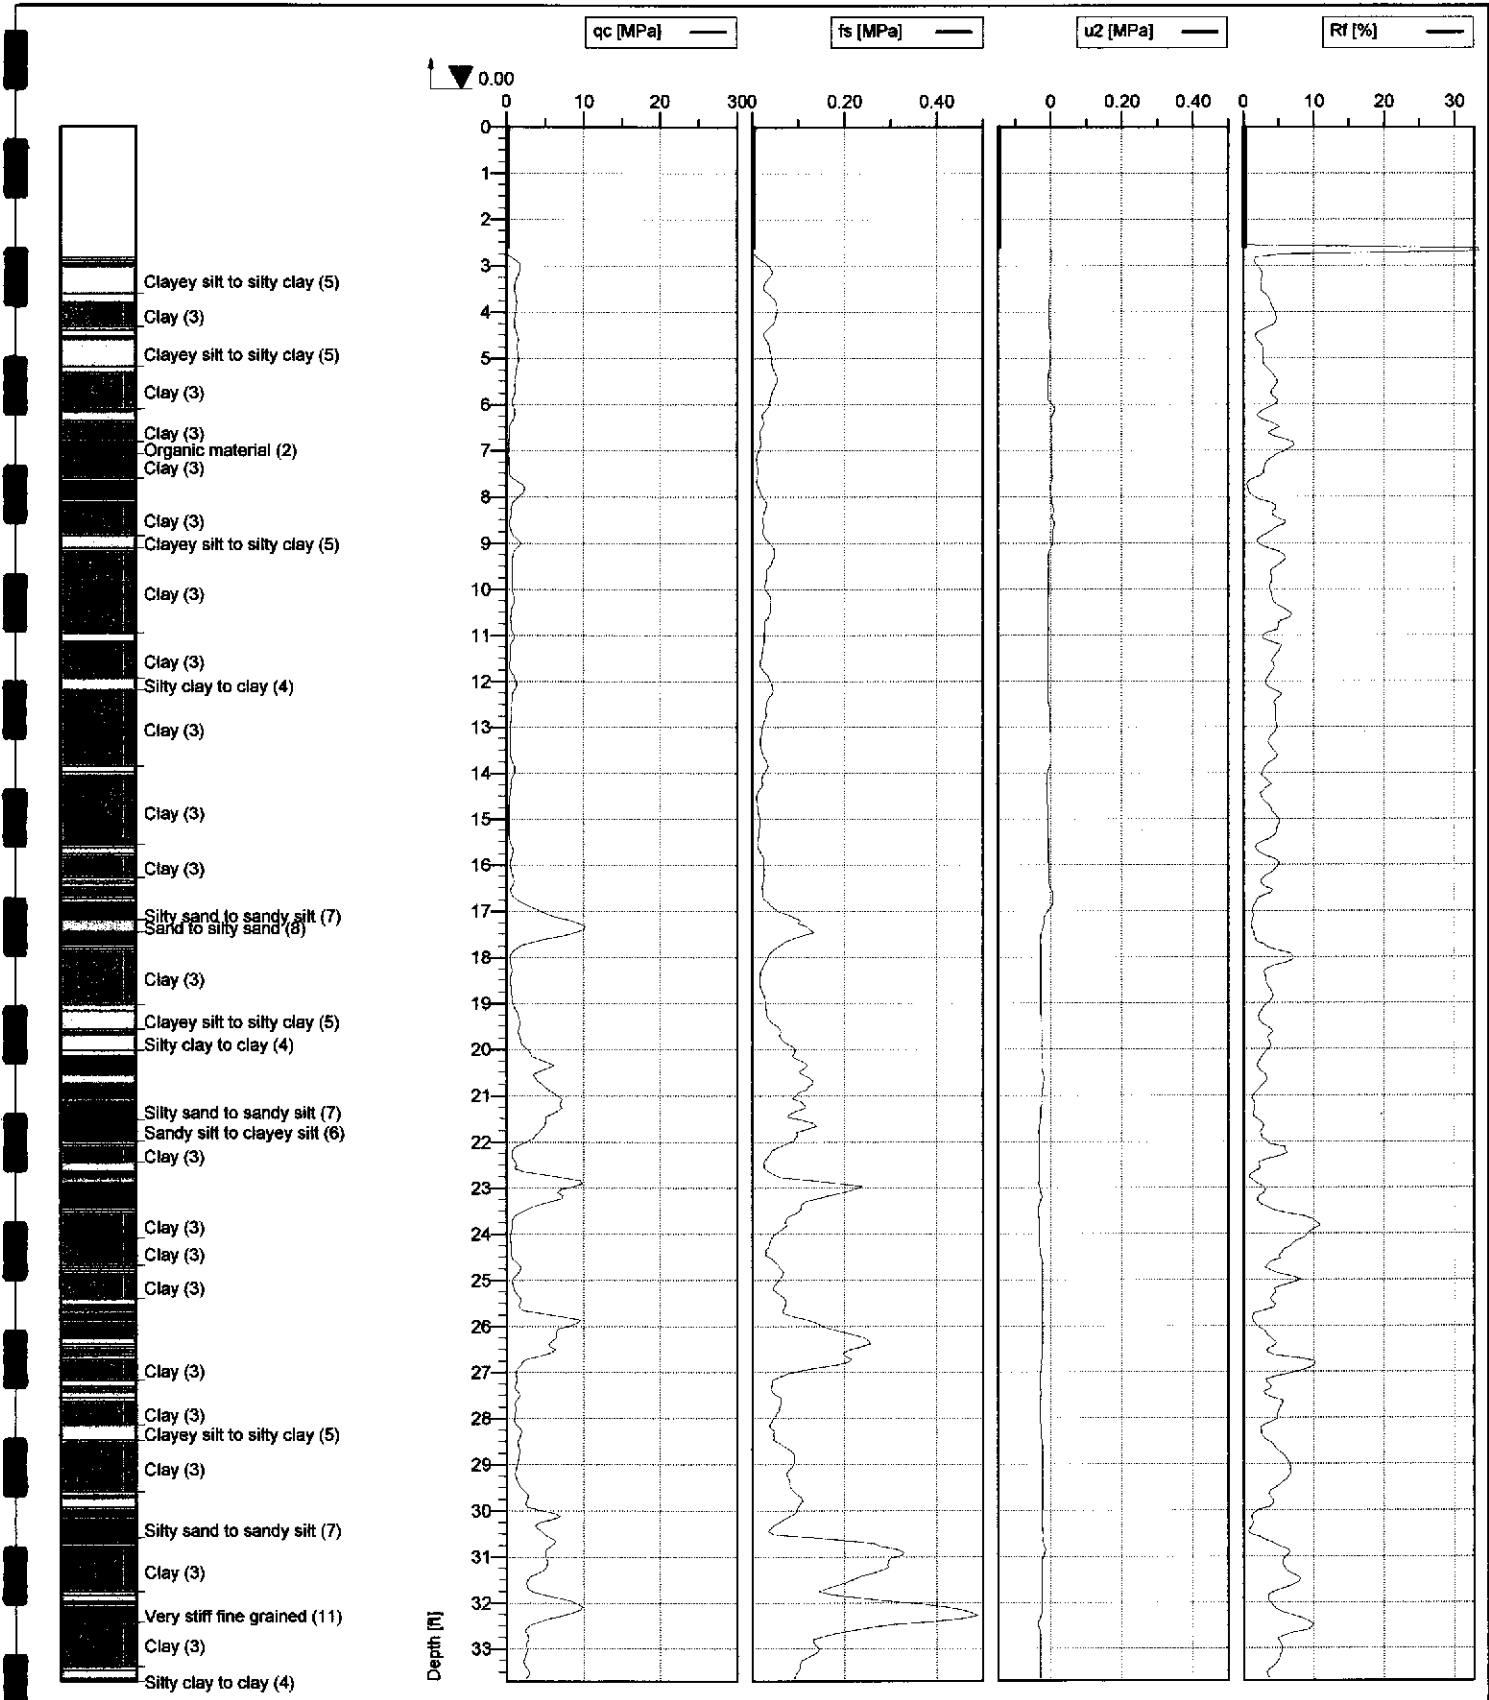 qc [MPa]
fs [MPa]
u2 [MPa]
Rf [%]
0.00
0 10 20 30
0 0.20 0.40
0 0.20 0.40
0 10 20 30
0
1
2
3
Clayey silt to silty clay (5)
4
Clay (3)
Clayey silt to silty clay (5)
5
Clay (3)
6
Clay (3)
Organic material (2)
7
Clay (3)
8
Clay (3)
Clayey silt to silty clay (5)
9
10
Clay (3)
11
Clay (3)
Silty clay to clay (4)
12
13
Clay (3)
14
Clay (3)
15
16
Clay (3)
17
Silty sand to sandy silt (7)
Sand to silty sand (8)
18
Clay (3)
19
Clayey silt to silty clay (5)
Silty clay to clay (4)
20
21
Silty sand to sandy silt (7)
Sandy silt to clayey silt (6)
22
Clay (3)
23
Clay (3)
24
Clay (3)
25
Clay (3)
26
27
Clay (3)
28
Clay (3)
Clayey silt to silty clay (5)
29
Clay (3)
30
Silty sand to sandy silt (7)
31
Clay (3)
32
Very stiff fine grained (11)
33
Clay (3)
Silty clay to clay (4)
Depth [ft]